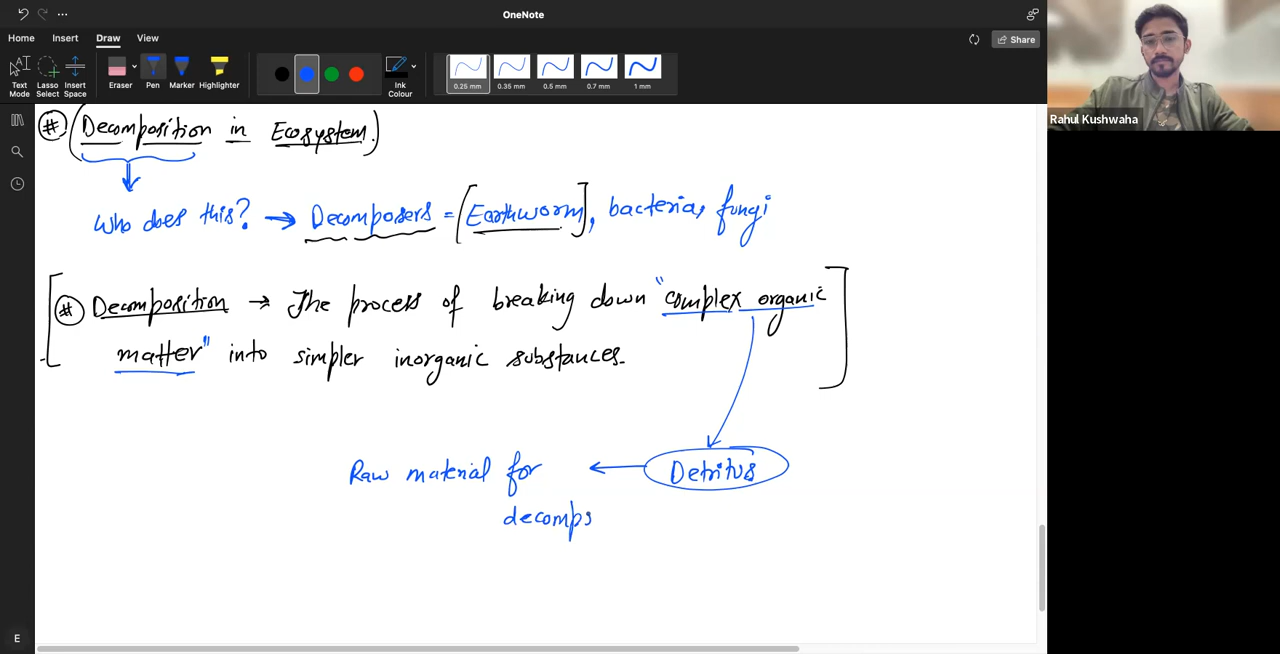 OneNote
Home Insert Draw View
Share
Text Mode Lasso Select Insert Space Eraser Pen Marker Highlighter Ink Colour 0.25 mm 0.35 mm 0.5 mm 0.7 mm 1 mm
Rahul Kushwaha
# (Decomposition in Ecosystem.)
Who does this? → Decomposers = [Earthworm], bacteria, fungi
[# Decomposition → The process of breaking down "complex organic
matter" into simpler inorganic substances.]
Raw material for ← Detritus
decomps
E